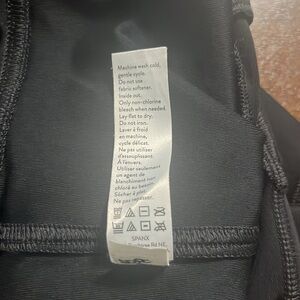 Machine wash cold,
gentle cycle.
Do not use
fabric softener.
Inside out.
Only non-chlorine
bleach when needed.
Lay flat to dry.
Do not iron.
Laver à froid
en machine,
cycle délicat.
Ne pas utiliser
d'assouplissant.
À l'envers.
Utiliser seulement
un agent de
blanchiment non
chloré au besoin.
Sécher à plat.
Ne pas repasser.
SPANX
Rd NE